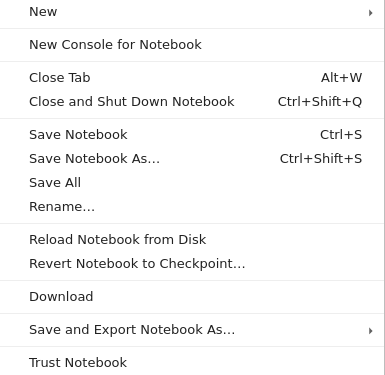 New
New Console for Notebook
Close Tab Alt+W
Close and Shut Down Notebook Ctrl+Shift+Q
Save Notebook Ctrl+S
Save Notebook As… Ctrl+Shift+S
Save All
Rename…
Reload Notebook from Disk
Revert Notebook to Checkpoint…
Download
Save and Export Notebook As…
Trust Notebook